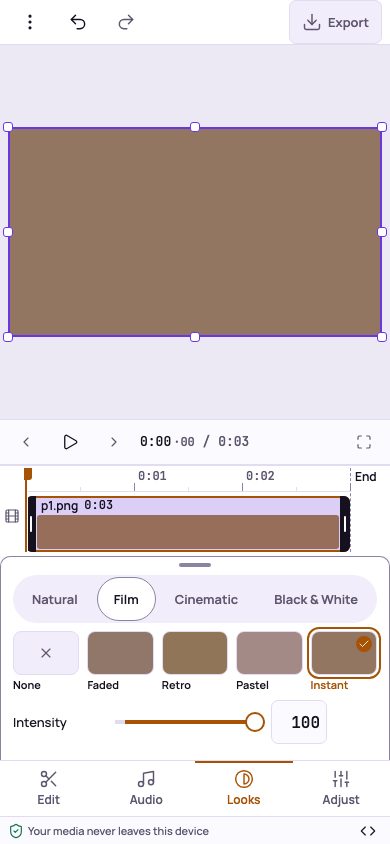 Export
0:00·00 / 0:03
0:01
0:02
End
p1.png 0:03
Natural
Film
Cinematic
Black & White
None
Faded
Retro
Pastel
Instant
Intensity
100
Edit
Audio
Looks
Adjust
Your media never leaves this device